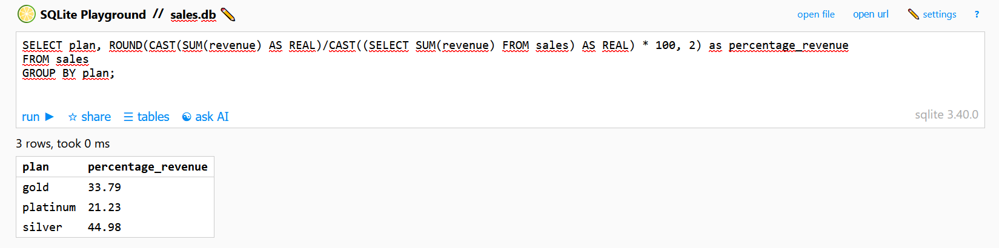 SQLite Playground // sales.db
open file open url settings ?
SELECT plan, ROUND(CAST(SUM(revenue) AS REAL)/CAST((SELECT SUM(revenue) FROM sales) AS REAL) * 100, 2) as percentage_revenue
FROM sales
GROUP BY plan;
run ► ☆ share ☰ tables ☯ ask AI
sqlite 3.40.0
3 rows, took 0 ms
plan percentage_revenue
gold 33.79
platinum 21.23
silver 44.98